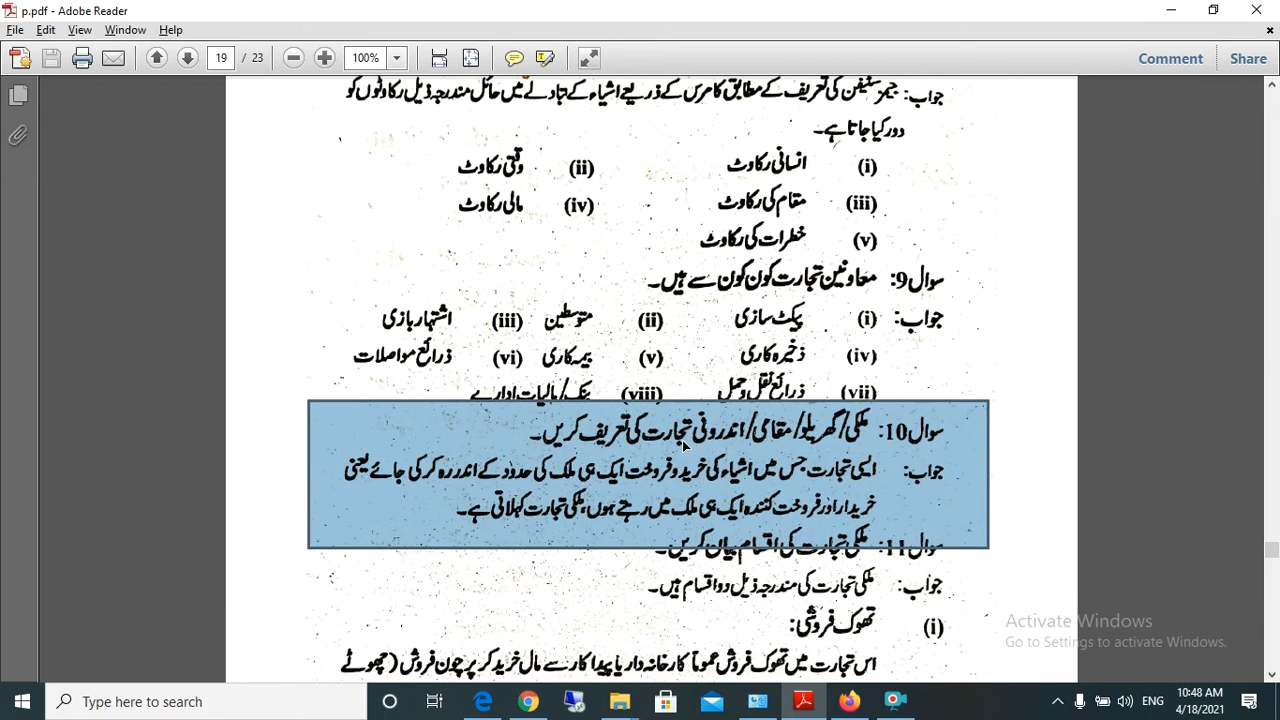 p.pdf - Adobe Reader
File Edit View Window Help
19 / 23 100% Comment Share
جواب: جیمز سٹیفن کی تعریف کے مطابق کامرس کے ذریعے اشیاء کے تبادلے میں حائل مندرجہ ذیل رکاوٹوں کو
دور کیا جاتا ہے۔
(i) انسانی رکاوٹ (ii) وقتی رکاوٹ
(iii) مقام کی رکاوٹ (iv) مالی رکاوٹ
(v) خطرات کی رکاوٹ
سوال 9: معاونین تجارت کون کون سے ہیں۔
جواب: (i) پیکٹ سازی (ii) متوسطین (iii) اشتہار بازی
(iv) ذخیرہ کاری (v) بیمہ کاری (vi) ذرائع مواصلات
(vii) ذرائع نقل و حمل (viii) بنک/مالیات ادارے
سوال 10: ملکی/گھریلو/مقامی/اندرونی تجارت کی تعریف کریں۔
جواب: ایسی تجارت جس میں اشیاء کی خرید و فروخت ایک ہی ملک کی حدود کے اندر رہ کر کی جائے یعنی
خریدار اور فروخت کنندہ ایک ہی ملک میں رہتے ہوں، ملکی تجارت کہلاتی ہے۔
سوال 11: ملکی تجارت کی اقسام بیان کریں۔
جواب: ملکی تجارت کی مندرجہ ذیل دو اقسام ہیں۔
(i) تھوک فروشی:
اس تجارت میں تھوک فروش عموماً کارخانہ دار یا پیدا کار سے مال خرید کر پرچون فروش (چھوٹے
Activate Windows
Go to Settings to activate Windows.
Type here to search
ENG 10:48 AM
4/18/2021